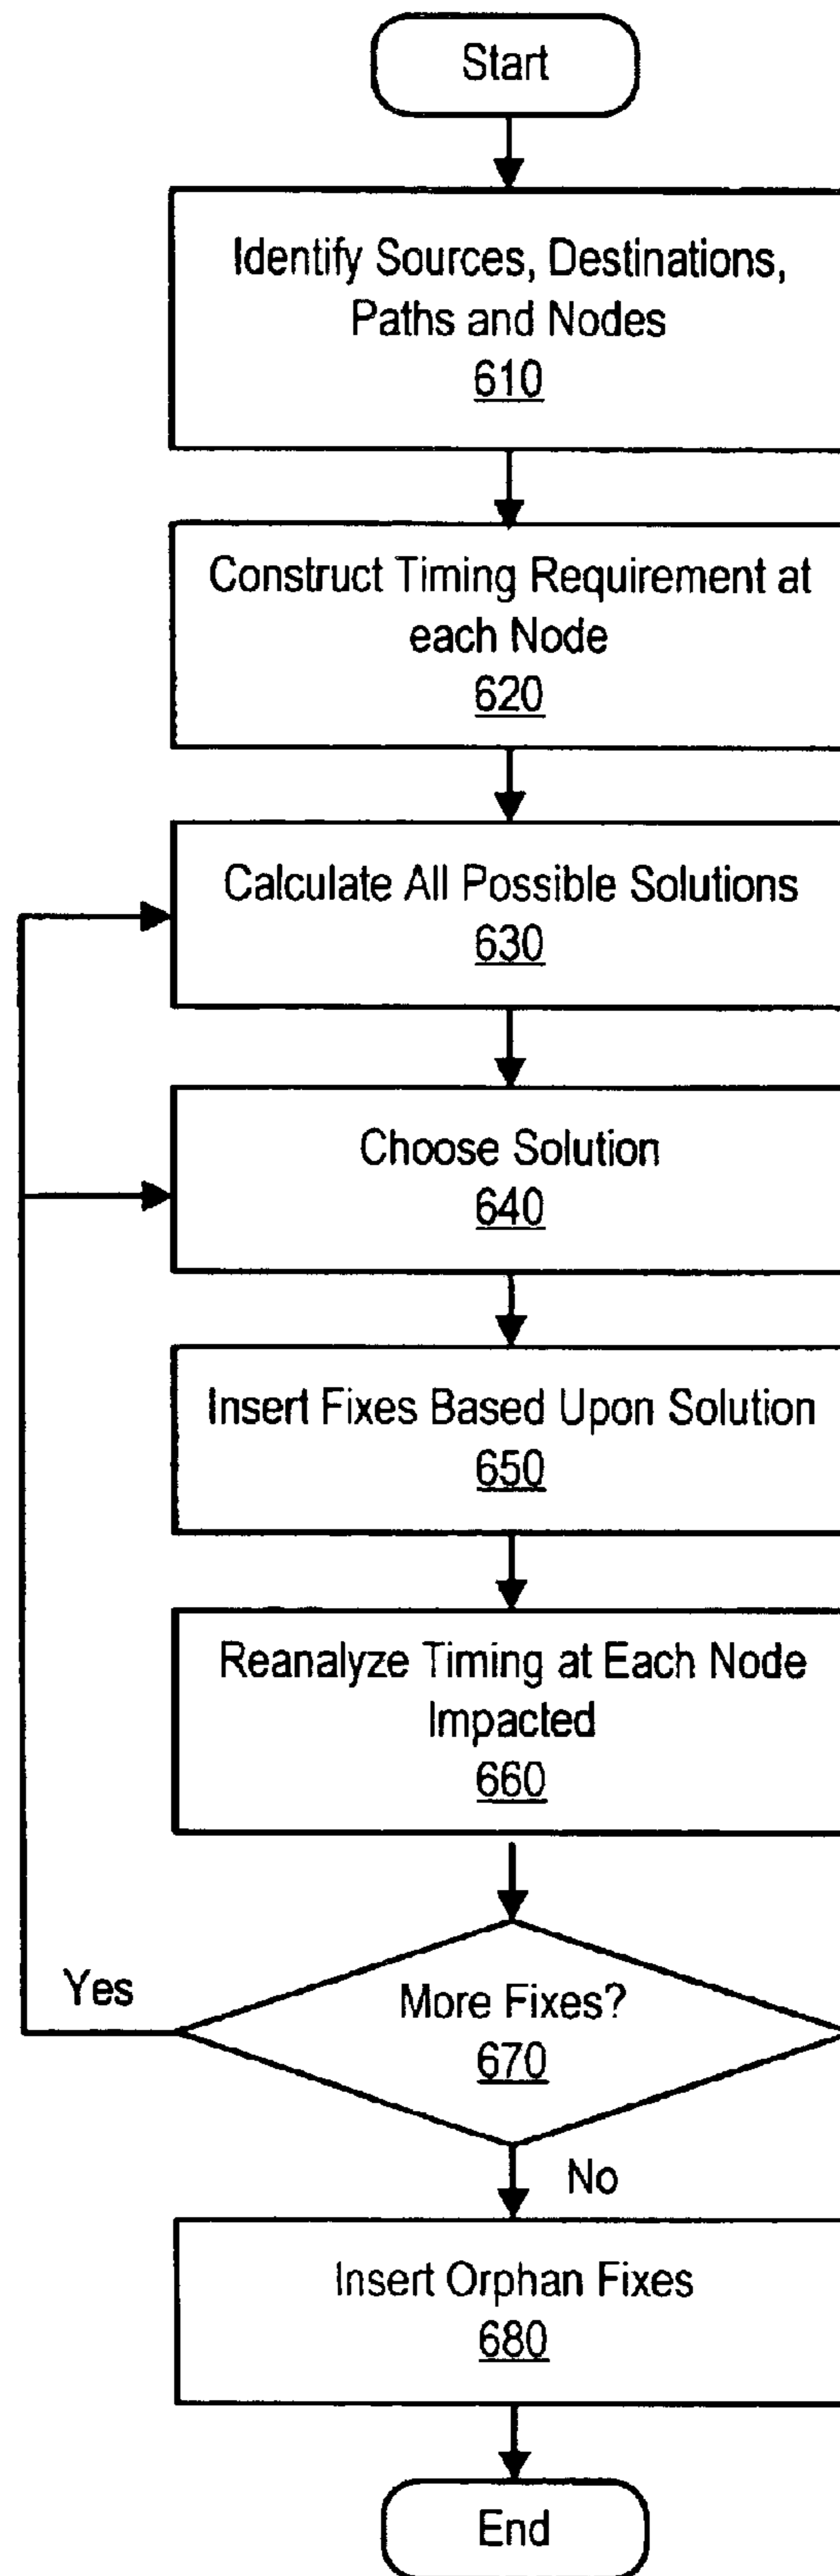 Start
Identify Sources, Destinations,
Paths and Nodes
610
Construct Timing Requirement at
each Node
620
Calculate All Possible Solutions
630
Choose Solution
640
Insert Fixes Based Upon Solution
650
Reanalyze Timing at Each Node
Impacted
660
Yes
More Fixes?
670
No
Insert Orphan Fixes
680
End